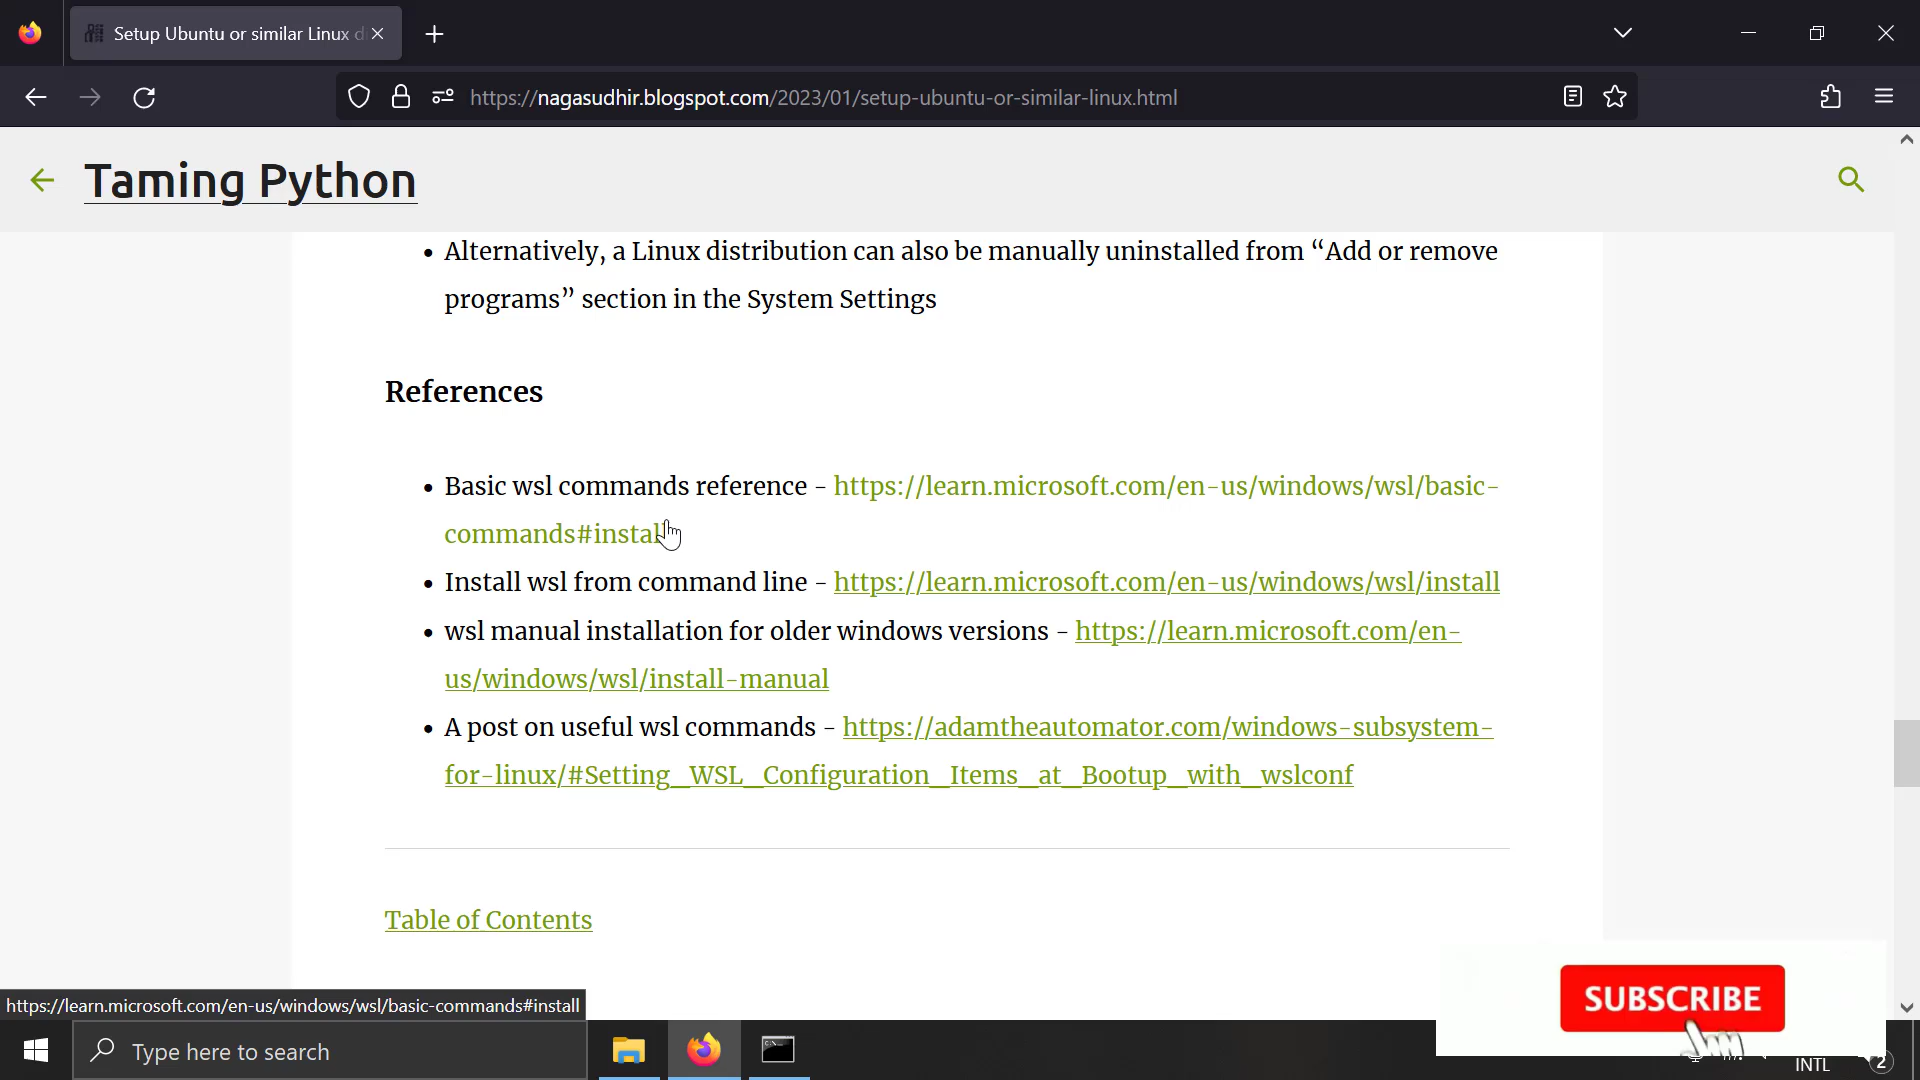 Setup Ubuntu or similar Linux d
https://nagasudhir.blogspot.com/2023/01/setup-ubuntu-or-similar-linux.html
Taming Python
• Alternatively, a Linux distribution can also be manually uninstalled from “Add or remove
programs” section in the System Settings
References
• Basic wsl commands reference - https://learn.microsoft.com/en-us/windows/wsl/basic-
commands#install
• Install wsl from command line - https://learn.microsoft.com/en-us/windows/wsl/install
• wsl manual installation for older windows versions - https://learn.microsoft.com/en-
us/windows/wsl/install-manual
• A post on useful wsl commands - https://adamtheautomator.com/windows-subsystem-
for-linux/#Setting_WSL_Configuration_Items_at_Bootup_with_wslconf
Table of Contents
SUBSCRIBE
https://learn.microsoft.com/en-us/windows/wsl/basic-commands#install
Type here to search
INTL
2